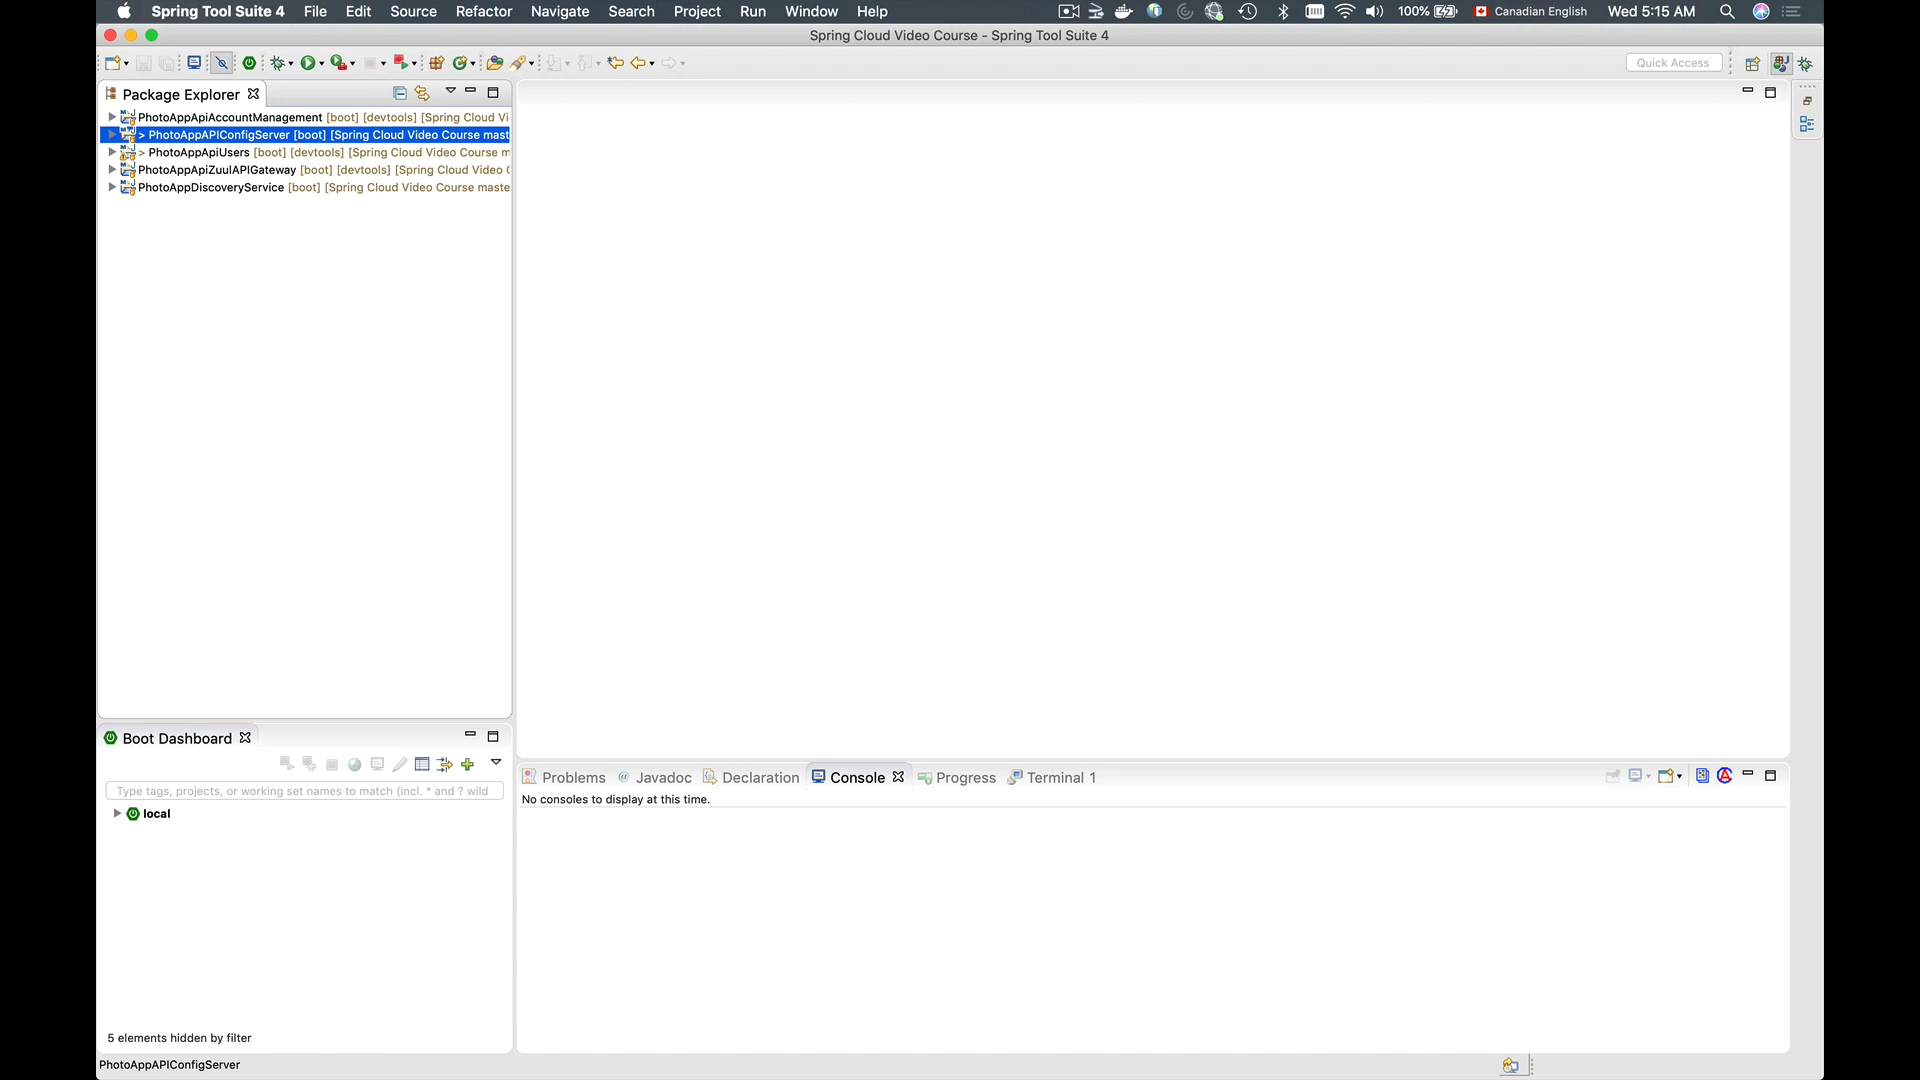 Spring Tool Suite 4 File Edit Source Refactor Navigate Search Project Run Window Help 100% Canadian English Wed 5:15 AM
Spring Cloud Video Course - Spring Tool Suite 4
Quick Access
Package Explorer
PhotoAppApiAccountManagement [boot] [devtools] [Spring Cloud Vi
> PhotoAppAPIConfigServer [boot] [Spring Cloud Video Course mast
> PhotoAppApiUsers [boot] [devtools] [Spring Cloud Video Course m
PhotoAppApiZuulAPIGateway [boot] [devtools] [Spring Cloud Video
PhotoAppDiscoveryService [boot] [Spring Cloud Video Course maste
Boot Dashboard
Type tags, projects, or working set names to match (incl. * and ? wild
local
5 elements hidden by filter
Problems Javadoc Declaration Console Progress Terminal 1
No consoles to display at this time.
PhotoAppAPIConfigServer